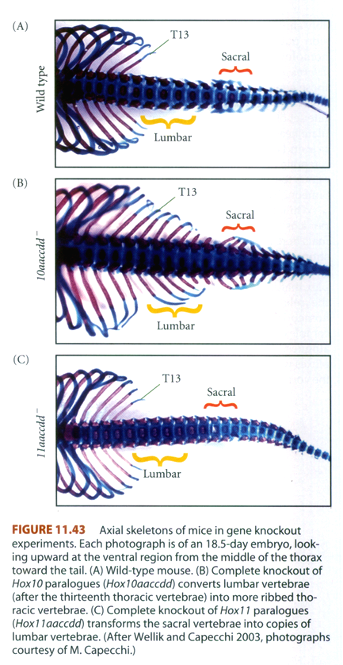 (A)
T13
Sacral
Wild type
Lumbar
(B)
T13
Sacral
10aaccdd⁻
Lumbar
(C)
T13
Sacral
11aaccdd⁻
Lumbar
FIGURE 11.43 Axial skeletons of mice in gene knockout
experiments. Each photograph is of an 18.5-day embryo, look-
ing upward at the ventral region from the middle of the thorax
toward the tail. (A) Wild-type mouse. (B) Complete knockout of
Hox10 paralogues (Hox10aaccdd) converts lumbar vertebrae
(after the thirteenth thoracic vertebrae) into more ribbed tho-
racic vertebrae. (C) Complete knockout of Hox11 paralogues
(Hox11aaccdd) transforms the sacral vertebrae into copies of
lumbar vertebrae. (After Wellik and Capecchi 2003, photographs
courtesy of M. Capecchi.)